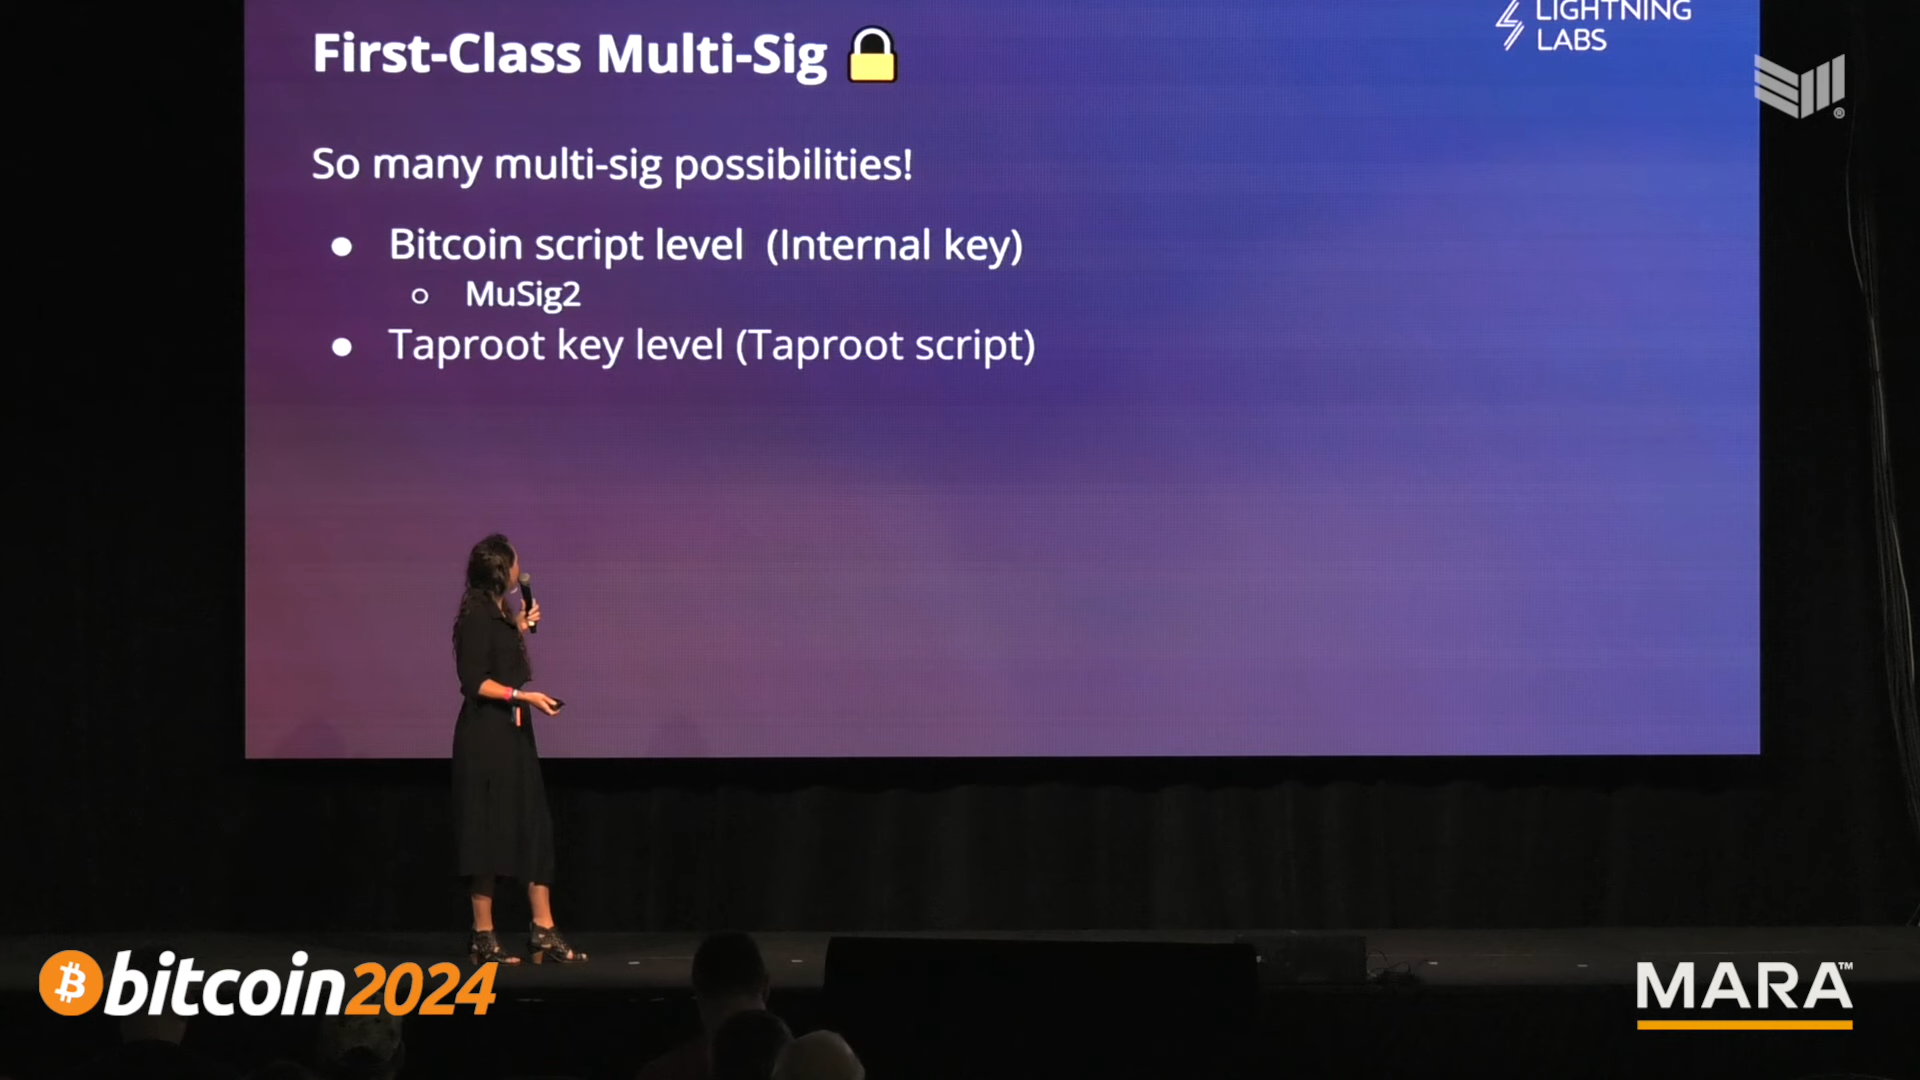 First-Class Multi-Sig
LIGHTNING
LABS
So many multi-sig possibilities!
● Bitcoin script level (Internal key)
○ MuSig2
● Taproot key level (Taproot script)
bitcoin2024
MARA™